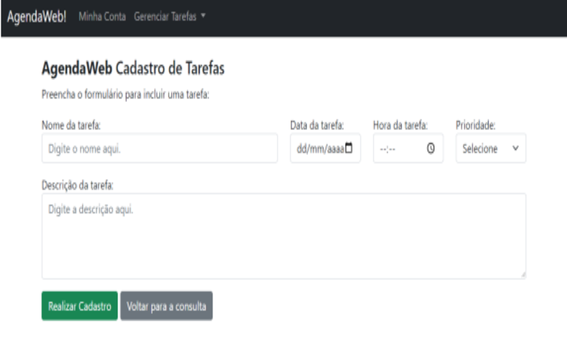 AgendaWeb! Minha Conta Gerenciar Tarefas
AgendaWeb Cadastro de Tarefas
Preencha o formulário para incluir uma tarefa:
Nome da tarefa: Data da tarefa: Hora da tarefa: Prioridade:
Digite o nome aqui. dd/mm/aaaa --:-- Selecione
Descrição da tarefa:
Digite a descrição aqui.
Realizar Cadastro Voltar para a consulta